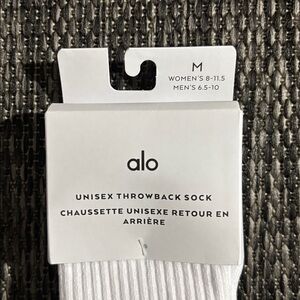 M
WOMEN'S 8-11.5
MEN'S 6.5-10
alo
UNISEX THROWBACK SOCK
CHAUSSETTE UNISEXE RETOUR EN
ARRIÈRE